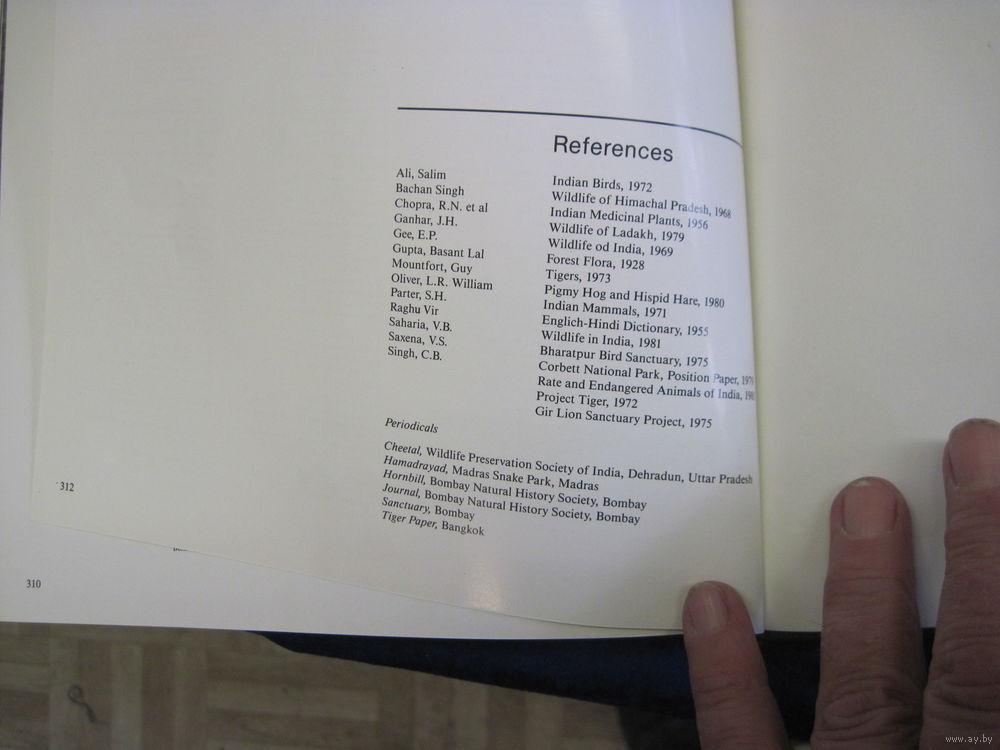 References
Ali, Salim Indian Birds, 1972
Bachan Singh Wildlife of Himachal Pradesh, 1968
Chopra, R.N. et al Indian Medicinal Plants, 1956
Ganhar, J.H. Wildlife of Ladakh, 1979
Gee, E.P. Wildlife od India, 1969
Gupta, Basant Lal Forest Flora, 1928
Mountfort, Guy Tigers, 1973
Oliver, L.R. William Pigmy Hog and Hispid Hare, 1980
Parter, S.H. Indian Mammals, 1971
Raghu Vir Englich-Hindi Dictionary, 1955
Saharia, V.B. Wildlife in India, 1981
Saxena, V.S. Bharatpur Bird Sanctuary, 1975
Singh, C.B. Corbett National Park, Position Paper,
Rate and Endangered Animals of India,
Project Tiger, 1972
Gir Lion Sanctuary Project, 1975
Periodicals
Cheetal, Wildlife Preservation Society of India, Dehradun, Uttar Pradesh
Hamadrayad, Madras Snake Park, Madras
Hornbill, Bombay Natural History Society, Bombay
Journal, Bombay Natural History Society, Bombay
Sanctuary, Bombay
Tiger Paper, Bangkok
312
310
www.ay.by